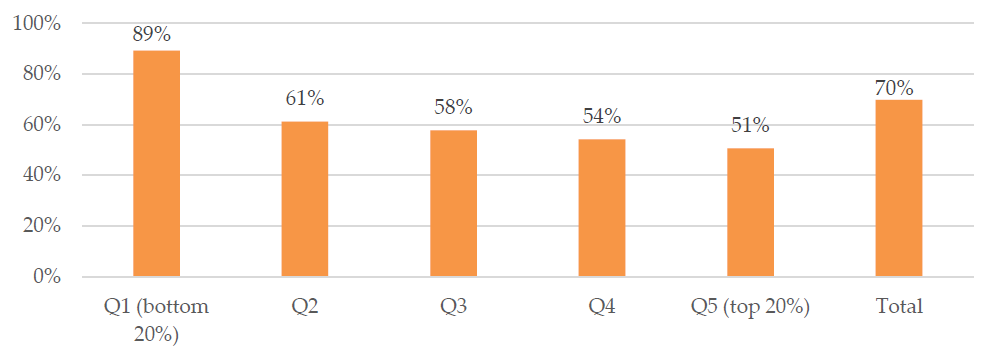 100%
80%
60%
40%
20%
0%
89%
61%
58%
54%
51%
70%
Q1 (bottom
20%)
Q2
Q3
Q4
Q5 (top 20%)
Total